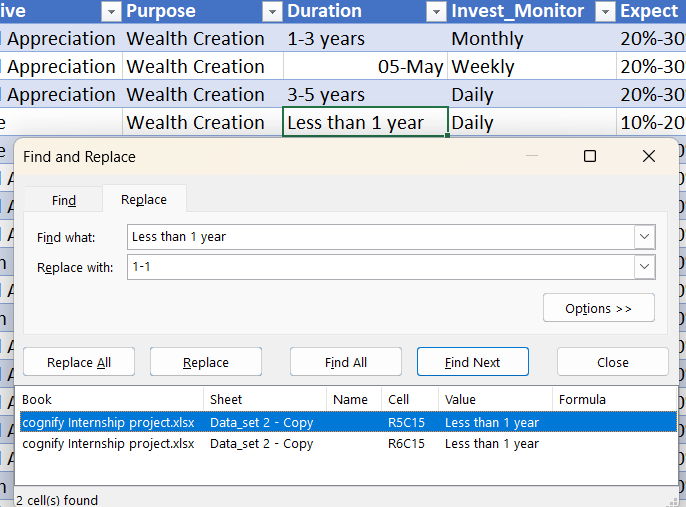 ive Purpose Duration Invest_Monitor Expect
Appreciation Wealth Creation 1-3 years Monthly 20%-30
Appreciation Wealth Creation 05-May Weekly 20%-30
Appreciation Wealth Creation 3-5 years Daily 20%-30
e Wealth Creation Less than 1 year Daily 10%-20
Find and Replace
Find Replace
Find what: Less than 1 year
Replace with: 1-1
Options >>
Replace All Replace Find All Find Next Close
Book Sheet Name Cell Value Formula
cognify Internship project.xlsx Data_set 2 - Copy R5C15 Less than 1 year
cognify Internship project.xlsx Data_set 2 - Copy R6C15 Less than 1 year
2 cell(s) found